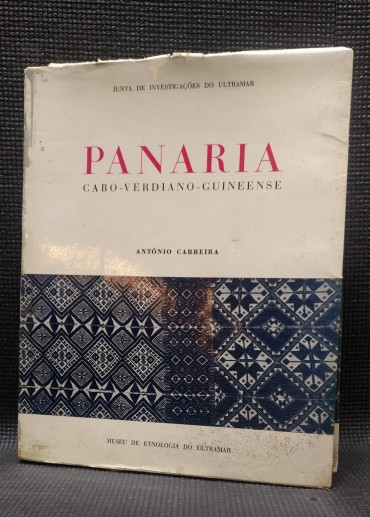 JUNTA DE INVESTIGAÇÕES DO ULTRAMAR
PANARIA
CABO-VERDIANO-GUINEENSE
ANTÓNIO CARREIRA
MUSEU DE ETNOLOGIA DO ULTRAMAR